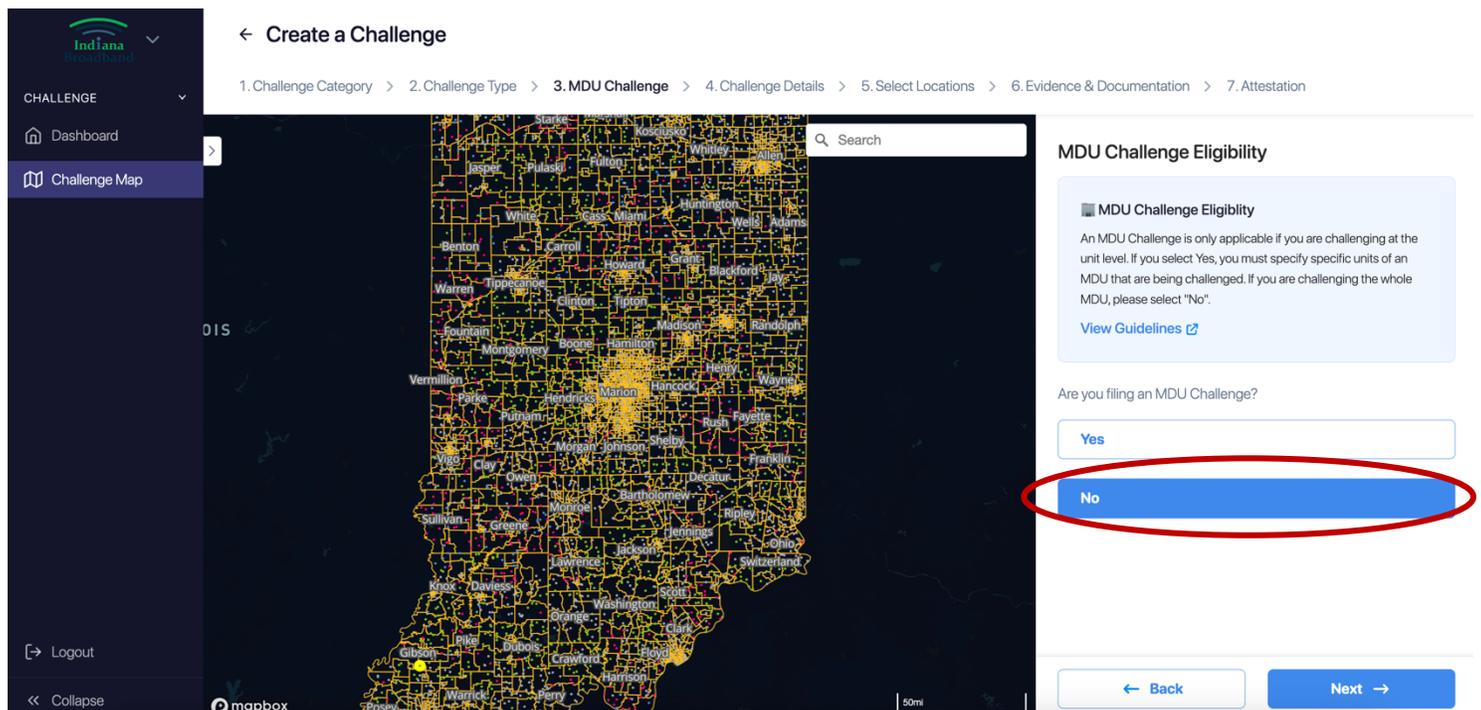 Indiana
Broadband
CHALLENGE
Dashboard
Challenge Map
Logout
Collapse
← Create a Challenge
1. Challenge Category > 2. Challenge Type > 3. MDU Challenge > 4. Challenge Details > 5. Select Locations > 6. Evidence & Documentation > 7. Attestation
Search
Starke
Kosciusko
Whitley
Allen
Jasper
Pulaski
Fulton
Huntington
White
Cass
Miami
Wells
Adams
Benton
Carroll
Howard
Grant
Blackford
Jay
Warren
Tippecanoe
Clinton
Tipton
OIS
Fountain
Madison
Randolph
Montgomery
Boone
Hamilton
Vermillion
Henry
Wayne
Parke
Hendricks
Marion
Hancock
Putnam
Rush
Fayette
Morgan
Johnson
Shelby
Vigo
Clay
Franklin
Owen
Decatur
Bartholomew
Monroe
Ripley
Sullivan
Greene
Jennings
Jackson
Ohio
Lawrence
Switzerland
Knox
Daviess
Scott
Washington
Orange
Clark
Pike
Gibson
Dubois
Crawford
Floyd
Harrison
Warrick
Perry
Posey
mapbox
50mi
MDU Challenge Eligibility
MDU Challenge Eligiblity
An MDU Challenge is only applicable if you are challenging at the
unit level. If you select Yes, you must specify specific units of an
MDU that are being challenged. If you are challenging the whole
MDU, please select "No".
View Guidelines
Are you filing an MDU Challenge?
Yes
No
← Back
Next →